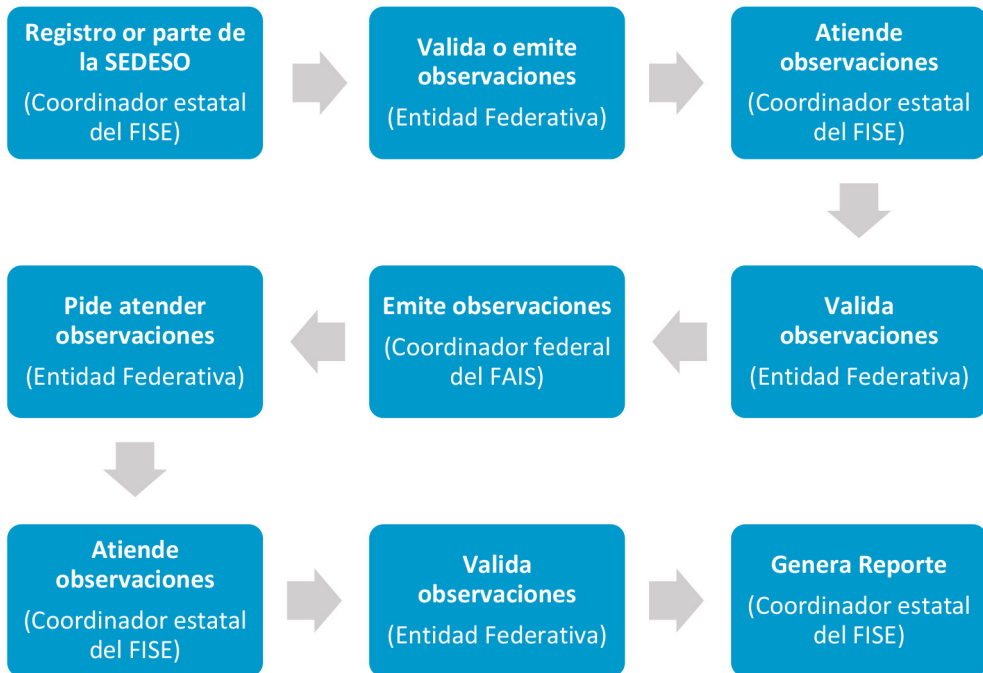 Registro or parte de
la SEDESO
(Coordinador estatal
del FISE)
Valida o emite
observaciones
(Entidad Federativa)
Atiende
observaciones
(Coordinador estatal
del FISE)
Valida
observaciones
(Entidad Federativa)
Emite observaciones
(Coordinador federal
del FAIS)
Pide atender
observaciones
(Entidad Federativa)
Atiende
observaciones
(Coordinador estatal
del FISE)
Valida
observaciones
(Entidad Federativa)
Genera Reporte
(Coordinador estatal
del FISE)